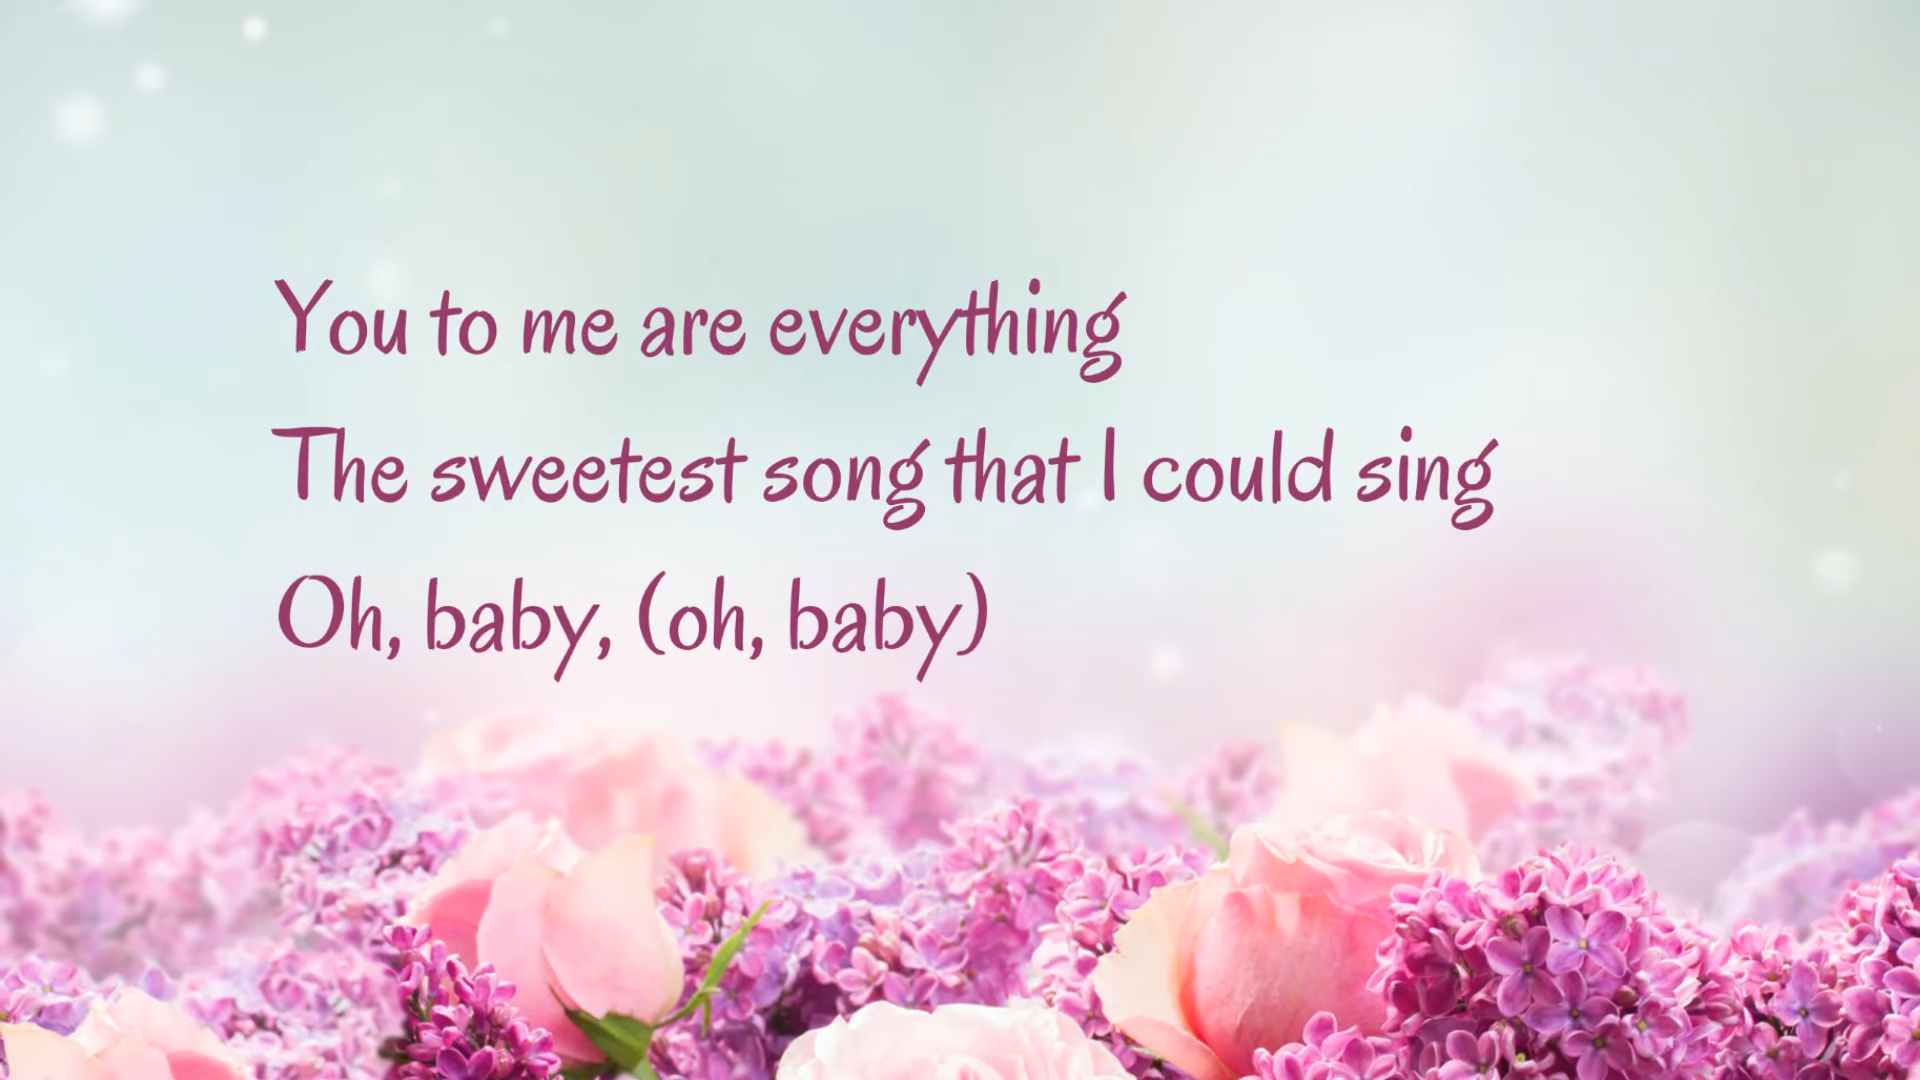 You to me are everything
The sweetest song that I could sing
Oh, baby, (oh, baby)